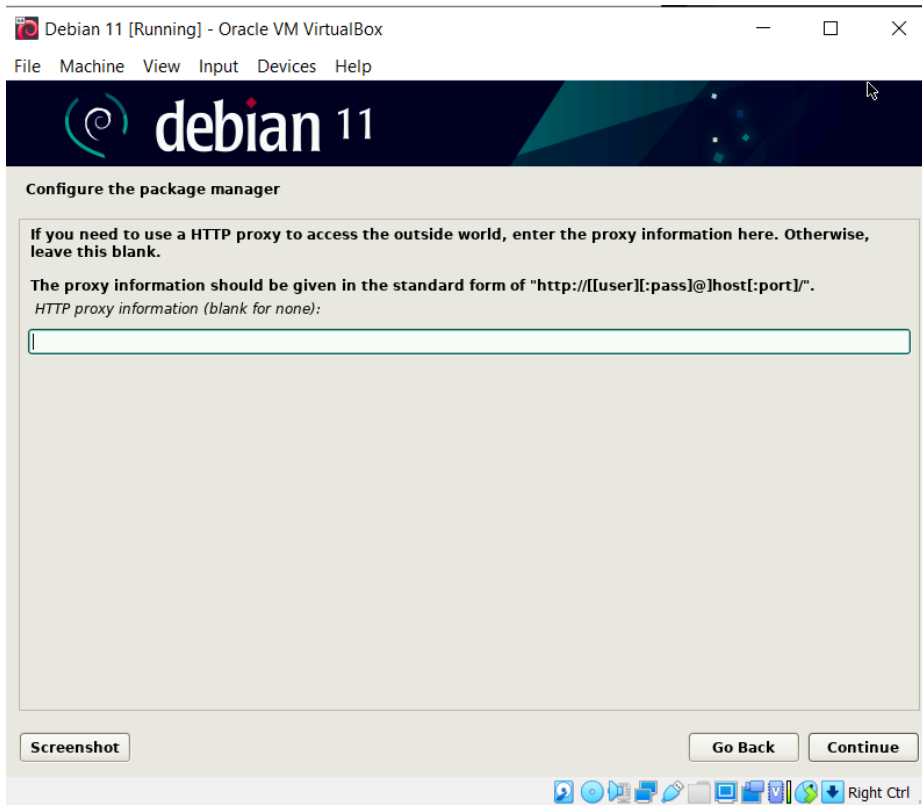 Debian 11 [Running] - Oracle VM VirtualBox
File Machine View Input Devices Help
debian 11
Configure the package manager
If you need to use a HTTP proxy to access the outside world, enter the proxy information here. Otherwise,
leave this blank.
The proxy information should be given in the standard form of "http://[[user][:pass]@]host[:port]/".
HTTP proxy information (blank for none):
Screenshot
Go Back Continue
Right Ctrl